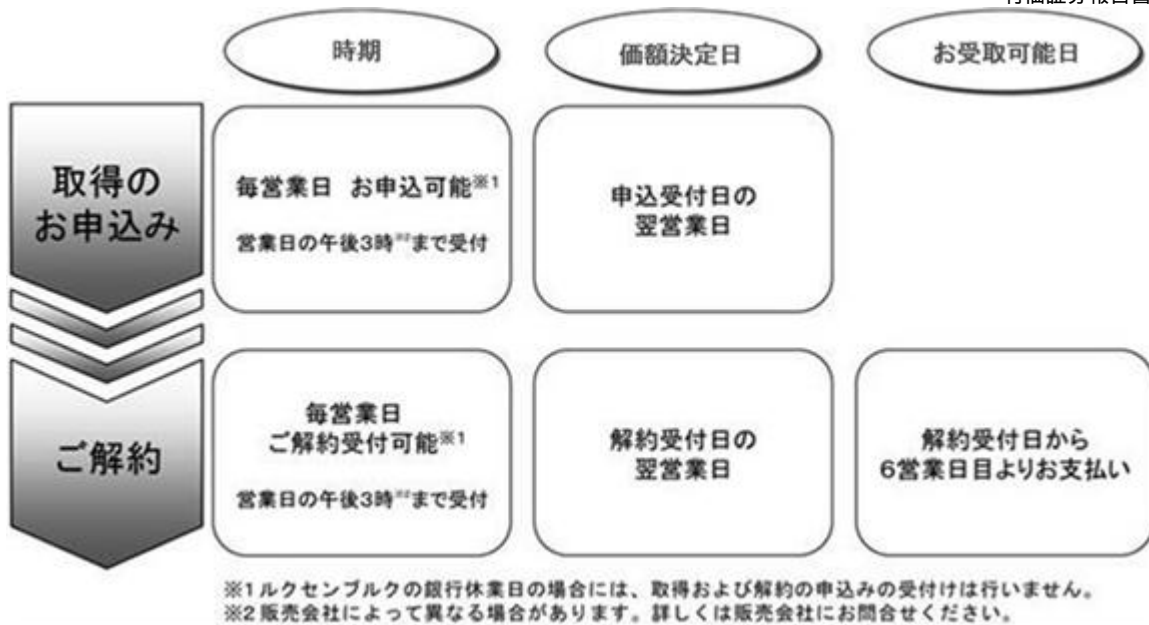 時期
価額決定日
お受取可能日
取得の
お申込み
毎営業日 お申込可能※1
営業日の午後3時※2まで受付
申込受付日の
翌営業日
ご解約
毎営業日
ご解約受付可能※1
営業日の午後3時※2まで受付
解約受付日の
翌営業日
解約受付日から
6営業日目よりお支払い
※1 ルクセンブルクの銀行休業日の場合には、取得および解約の申込みの受付けは行いません。
※2 販売会社によって異なる場合があります。詳しくは販売会社にお問合せください。